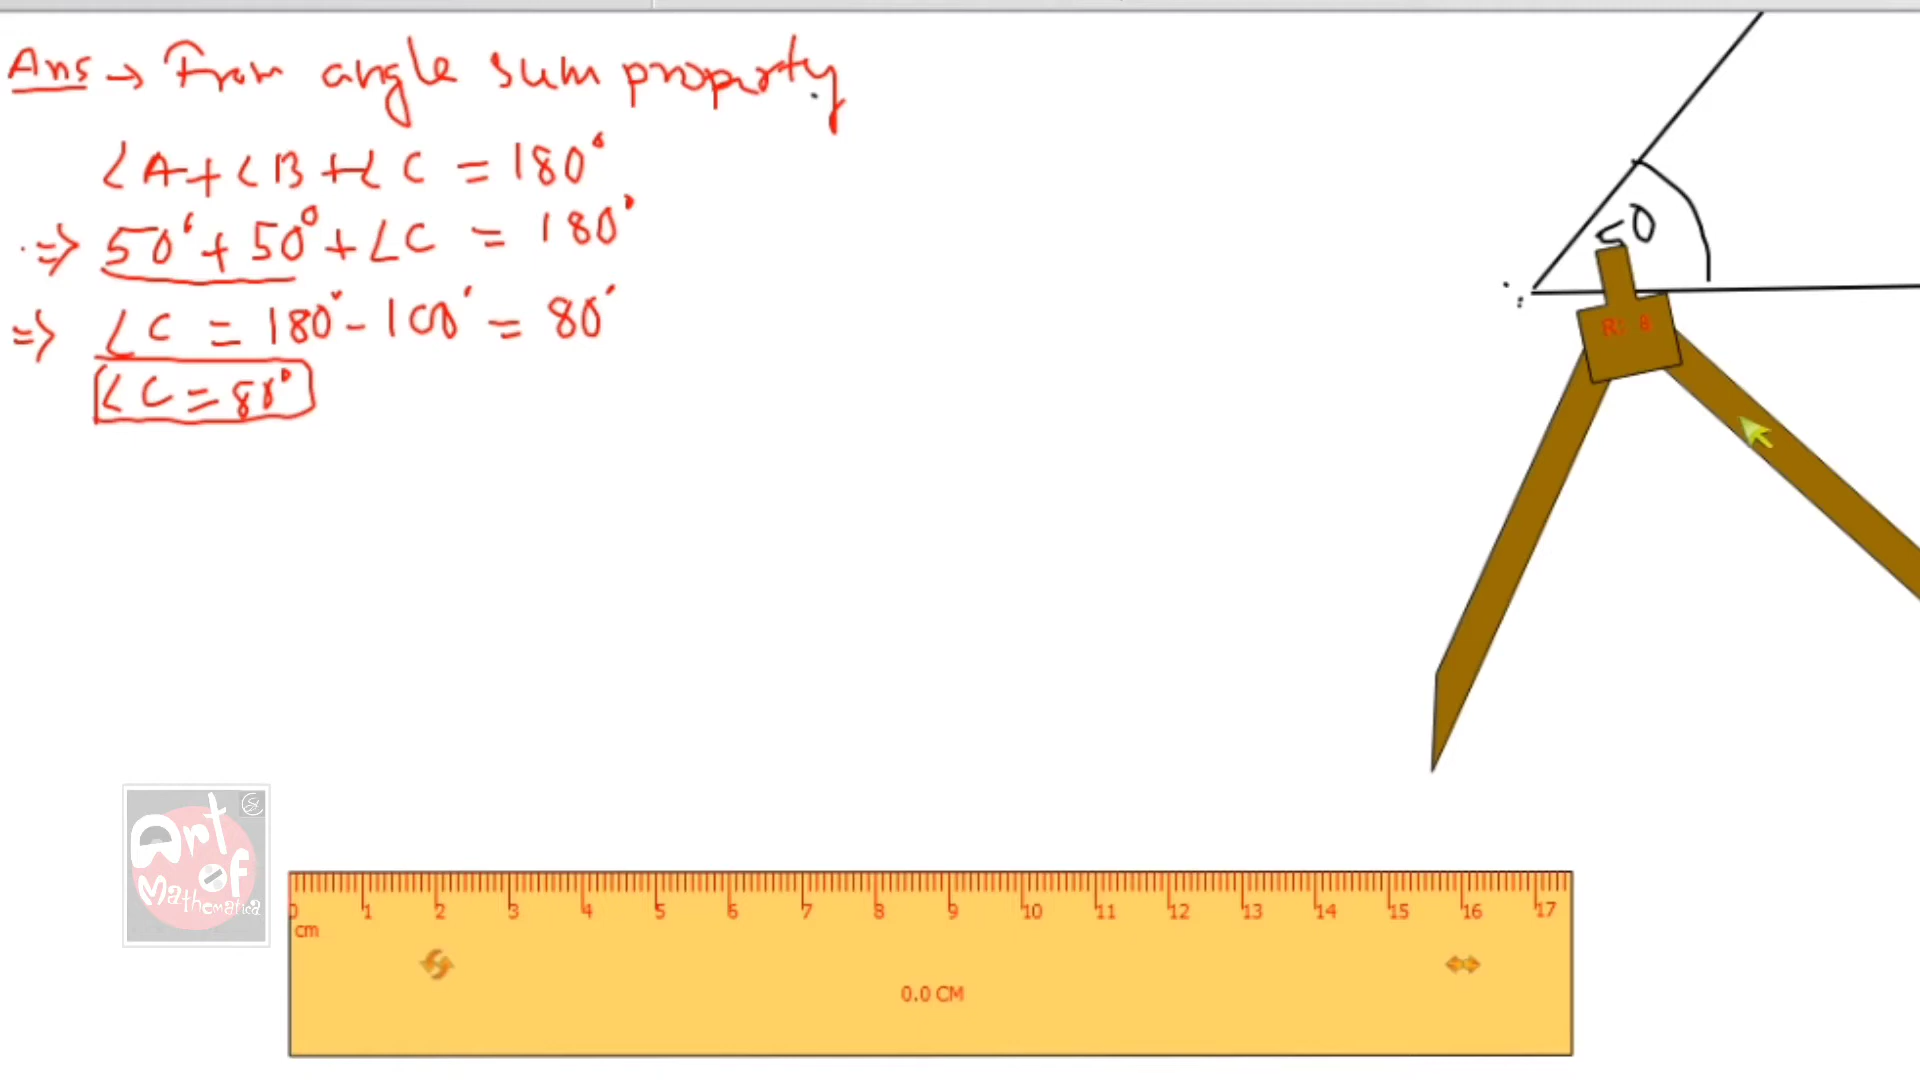 Ans → From angle sum property
∠A + ∠B + ∠C = 180°
⇒ 50° + 50° + ∠C = 180°
⇒ ∠C = 180° - 100° = 80°
∠C = 80°
50
R: 8
Art
Of
Mathematica
0 1 2 3 4 5 6 7 8 9 10 11 12 13 14 15 16 17
cm
0.0 CM